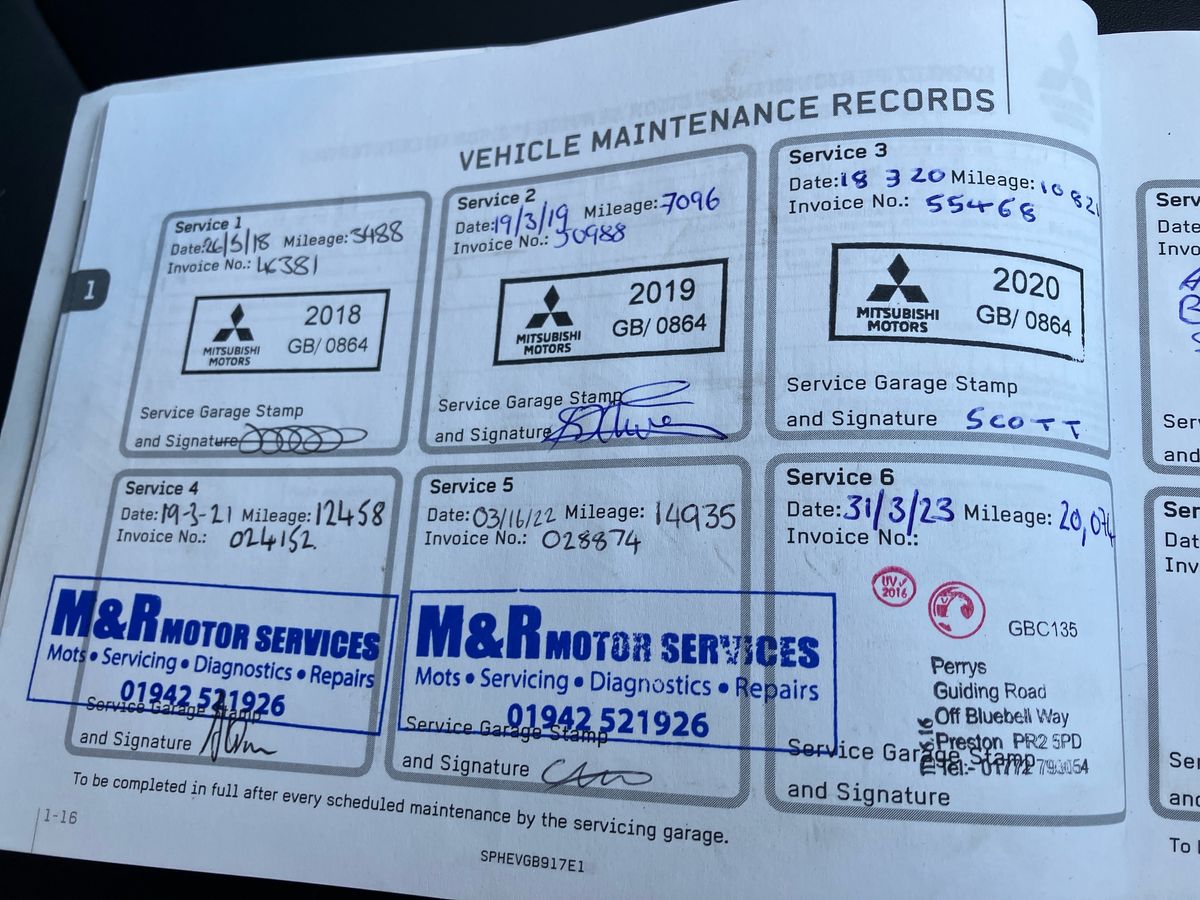 VEHICLE MAINTENANCE RECORDS
1
Service 1
Date: 26/3/18 Mileage: 3488
Invoice No.: 46381
MITSUBISHI MOTORS
2018
GB/ 0864
Service Garage Stamp
and Signature
Service 2
Date: 19/3/19 Mileage: 7096
Invoice No.: 50988
MITSUBISHI MOTORS
2019
GB/ 0864
Service Garage Stamp
and Signature
Service 3
Date: 18 3 20 Mileage: 1082
Invoice No.: 55468
MITSUBISHI MOTORS
2020
GB/ 0864
Service Garage Stamp
and Signature SCOTT
Service 4
Date: 19-3-21 Mileage: 12458
Invoice No.: 024152
M&R MOTOR SERVICES
Mots • Servicing • Diagnostics • Repairs
01942 521926
Service Garage Stamp
and Signature
Service 5
Date: 03/16/22 Mileage: 14935
Invoice No.: 028874
M&R MOTOR SERVICES
Mots • Servicing • Diagnostics • Repairs
01942 521926
Service Garage Stamp
and Signature
Service 6
Date: 31/3/23 Mileage: 20,07
Invoice No.:
UV✓
2016
GBC135
Perrys
Guiding Road
Off Bluebell Way
Preston PR2 5PD
Tel:- 01772 793054
Service Garage Stamp
and Signature
To be completed in full after every scheduled maintenance by the servicing garage.
1-16
SPHEVGB917E1